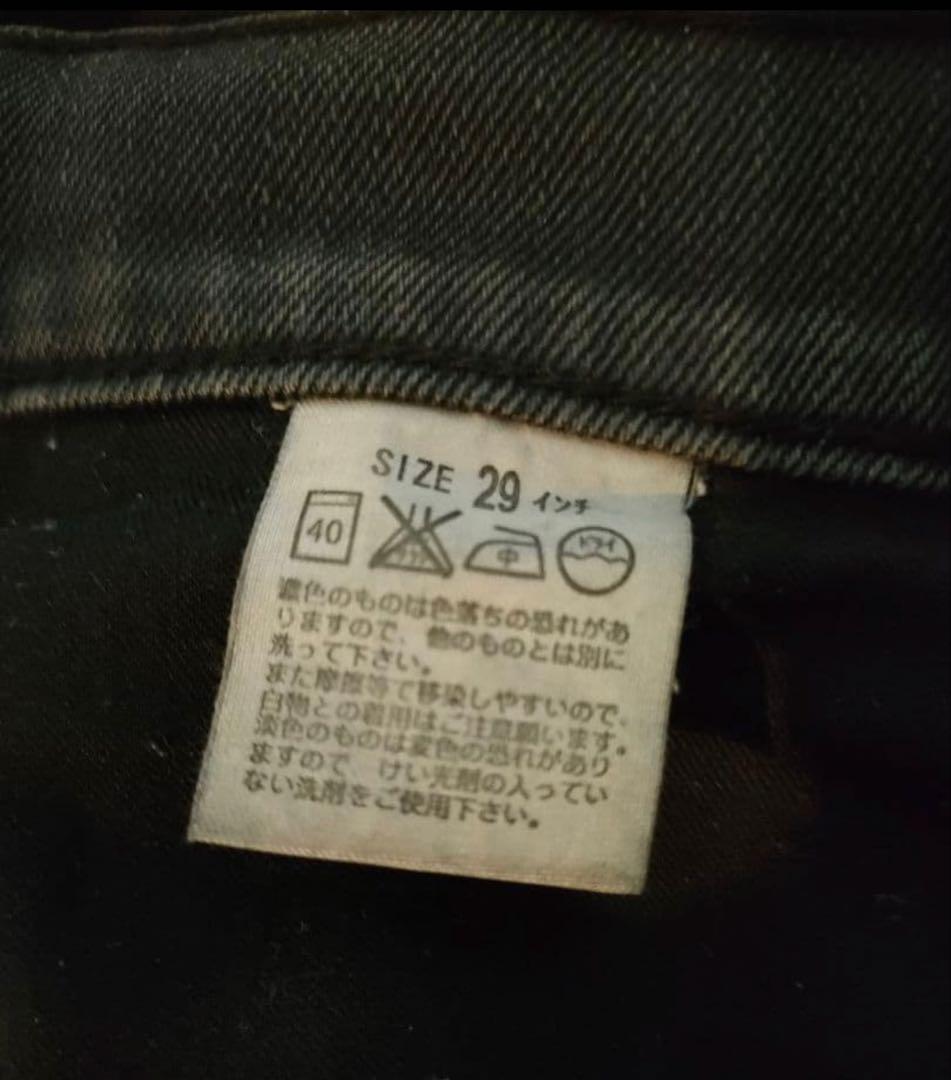 SIZE 29 インチ
40 中 ドライ
濃色のものは色落ちの恐れがあ
りますので、他のものとは別に
洗って下さい。
また摩擦等で移染しやすいので、
白物との着用はご注意願います。
淡色のものは変色の恐れがあり
ますので けい光剤の入ってい
ない洗剤をご使用下さい。